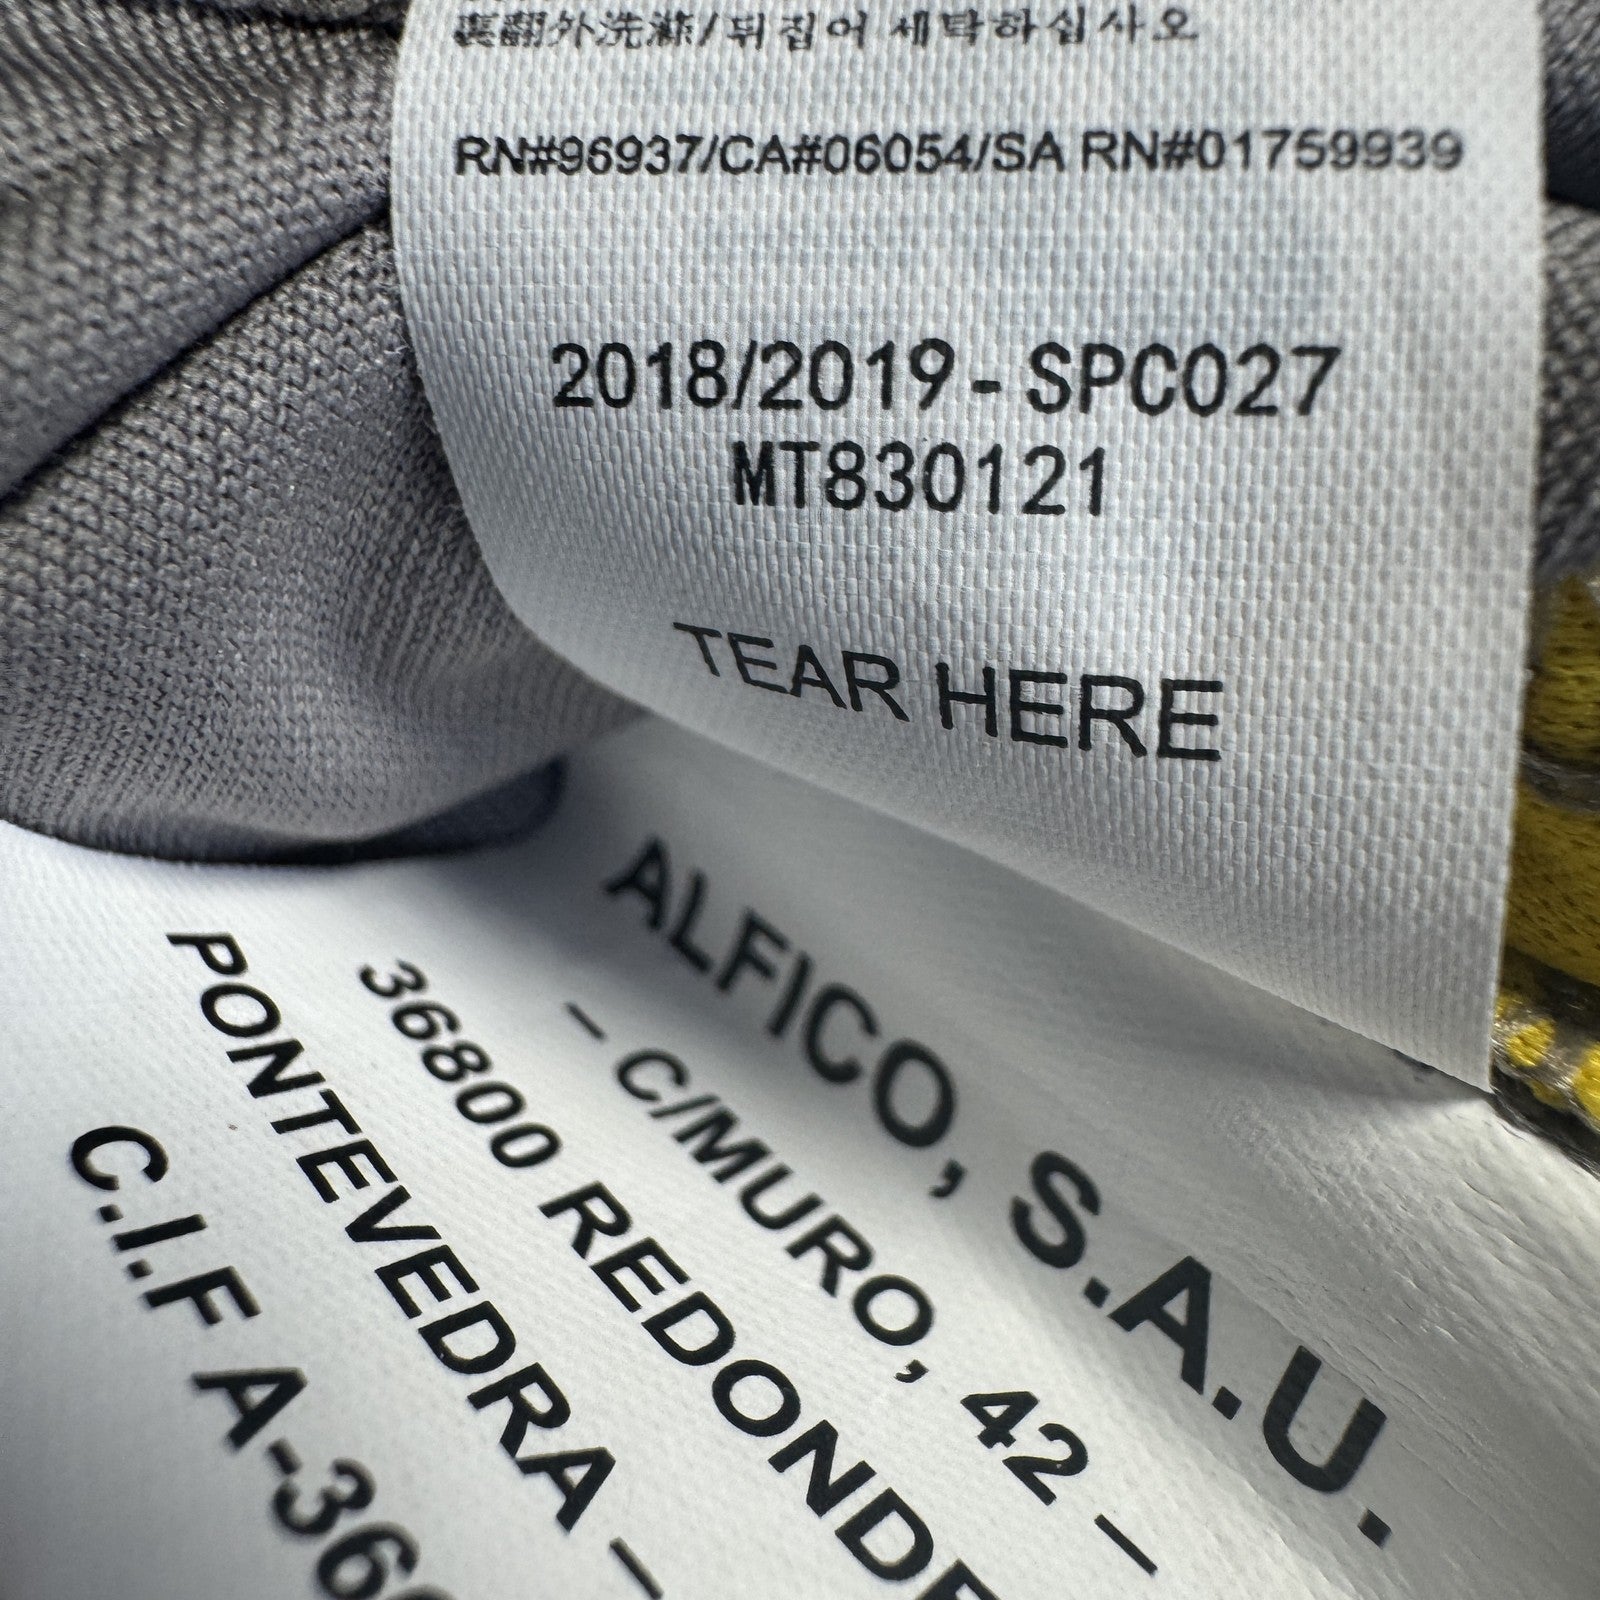 裏翻外洗滌/뒤집어 세탁하십시오
RN#96937/CA#06054/SA RN#01759939
2018/2019 - SPC027
MT830121
TEAR HERE
ALFICO, S.A.U.
- C/MURO, 42 -
36800 REDONDE
PONTEVEDRA -
C.I.F A-36